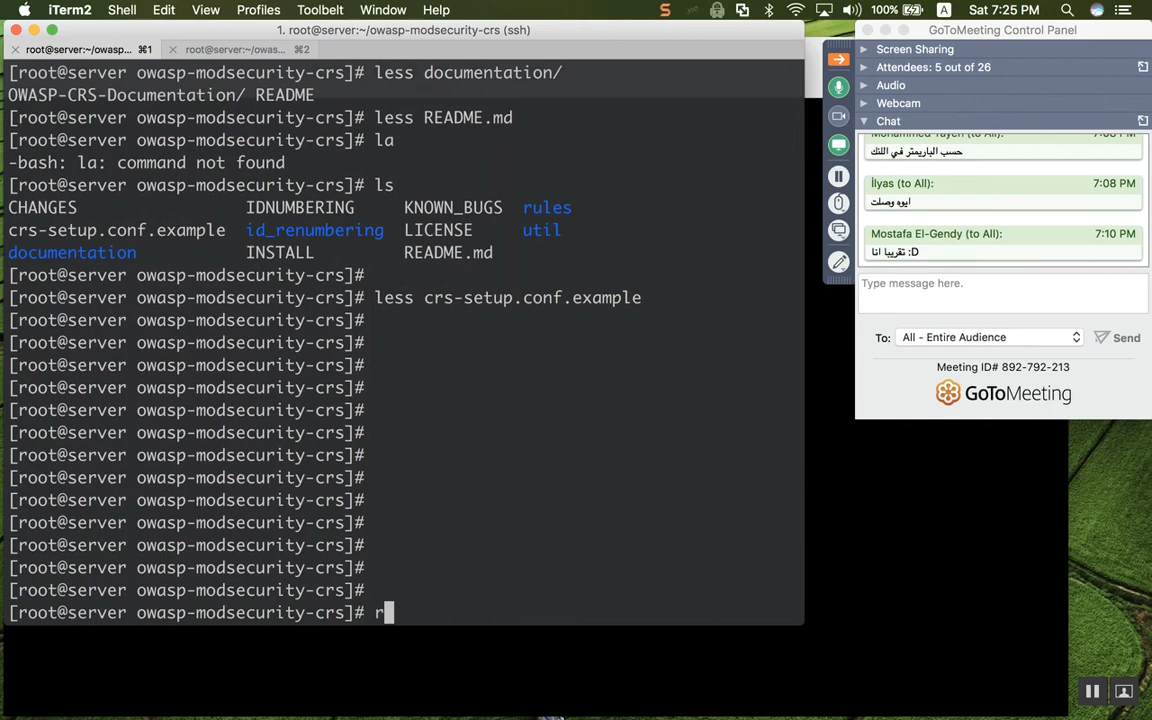 iTerm2 Shell Edit View Profiles Toolbelt Window Help
100% A Sat 7:25 PM
1. root@server:~/owasp-modsecurity-crs (ssh)
root@server:~/owasp... ⌘1
root@server:~/owas... ⌘2
[root@server owasp-modsecurity-crs]# less documentation/
OWASP-CRS-Documentation/ README
[root@server owasp-modsecurity-crs]# less README.md
[root@server owasp-modsecurity-crs]# la
-bash: la: command not found
[root@server owasp-modsecurity-crs]# ls
CHANGES IDNUMBERING KNOWN_BUGS rules
crs-setup.conf.example id_renumbering LICENSE util
documentation INSTALL README.md
[root@server owasp-modsecurity-crs]#
[root@server owasp-modsecurity-crs]# less crs-setup.conf.example
[root@server owasp-modsecurity-crs]#
[root@server owasp-modsecurity-crs]#
[root@server owasp-modsecurity-crs]#
[root@server owasp-modsecurity-crs]#
[root@server owasp-modsecurity-crs]#
[root@server owasp-modsecurity-crs]#
[root@server owasp-modsecurity-crs]#
[root@server owasp-modsecurity-crs]#
[root@server owasp-modsecurity-crs]#
[root@server owasp-modsecurity-crs]#
[root@server owasp-modsecurity-crs]#
[root@server owasp-modsecurity-crs]#
[root@server owasp-modsecurity-crs]#
[root@server owasp-modsecurity-crs]# r
GoToMeeting Control Panel
Screen Sharing
Attendees: 5 out of 26
Audio
Webcam
Chat
(to All):
حسب الباريمتر في اللنك
İlyas (to All): 7:08 PM
ايوه وصلت
Mostafa El-Gendy (to All): 7:10 PM
تقريبا انا :D
Type message here.
To: All - Entire Audience Send
Meeting ID# 892-792-213
GoToMeeting